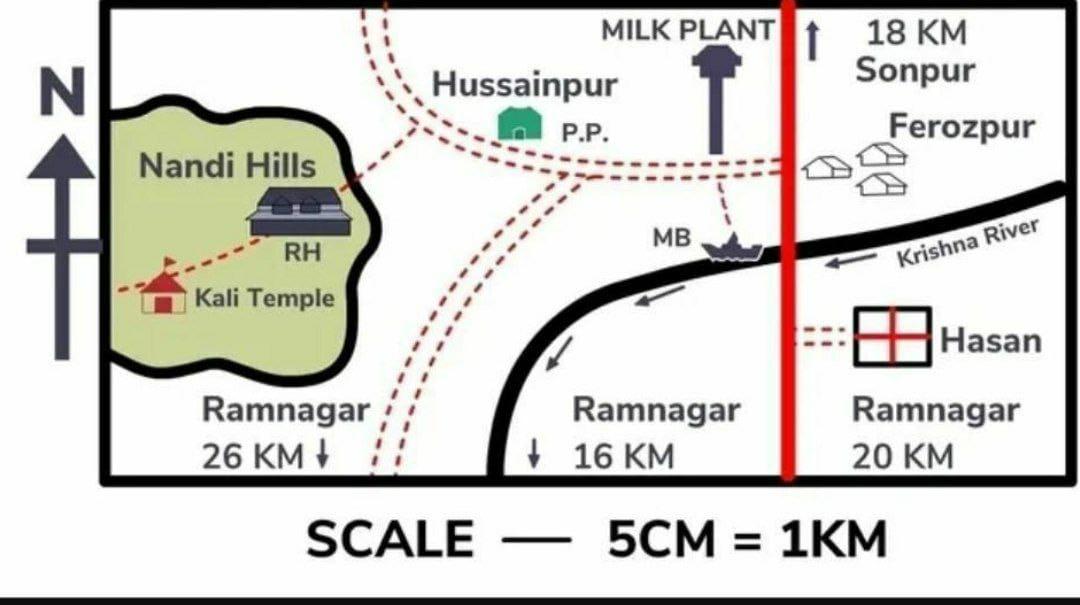 MILK PLANT
18 KM
Sonpur
N
Hussainpur
P.P.
Ferozpur
Nandi Hills
RH
MB
Krishna River
Kali Temple
Hasan
Ramnagar
26 KM
Ramnagar
16 KM
Ramnagar
20 KM
SCALE — 5CM = 1KM